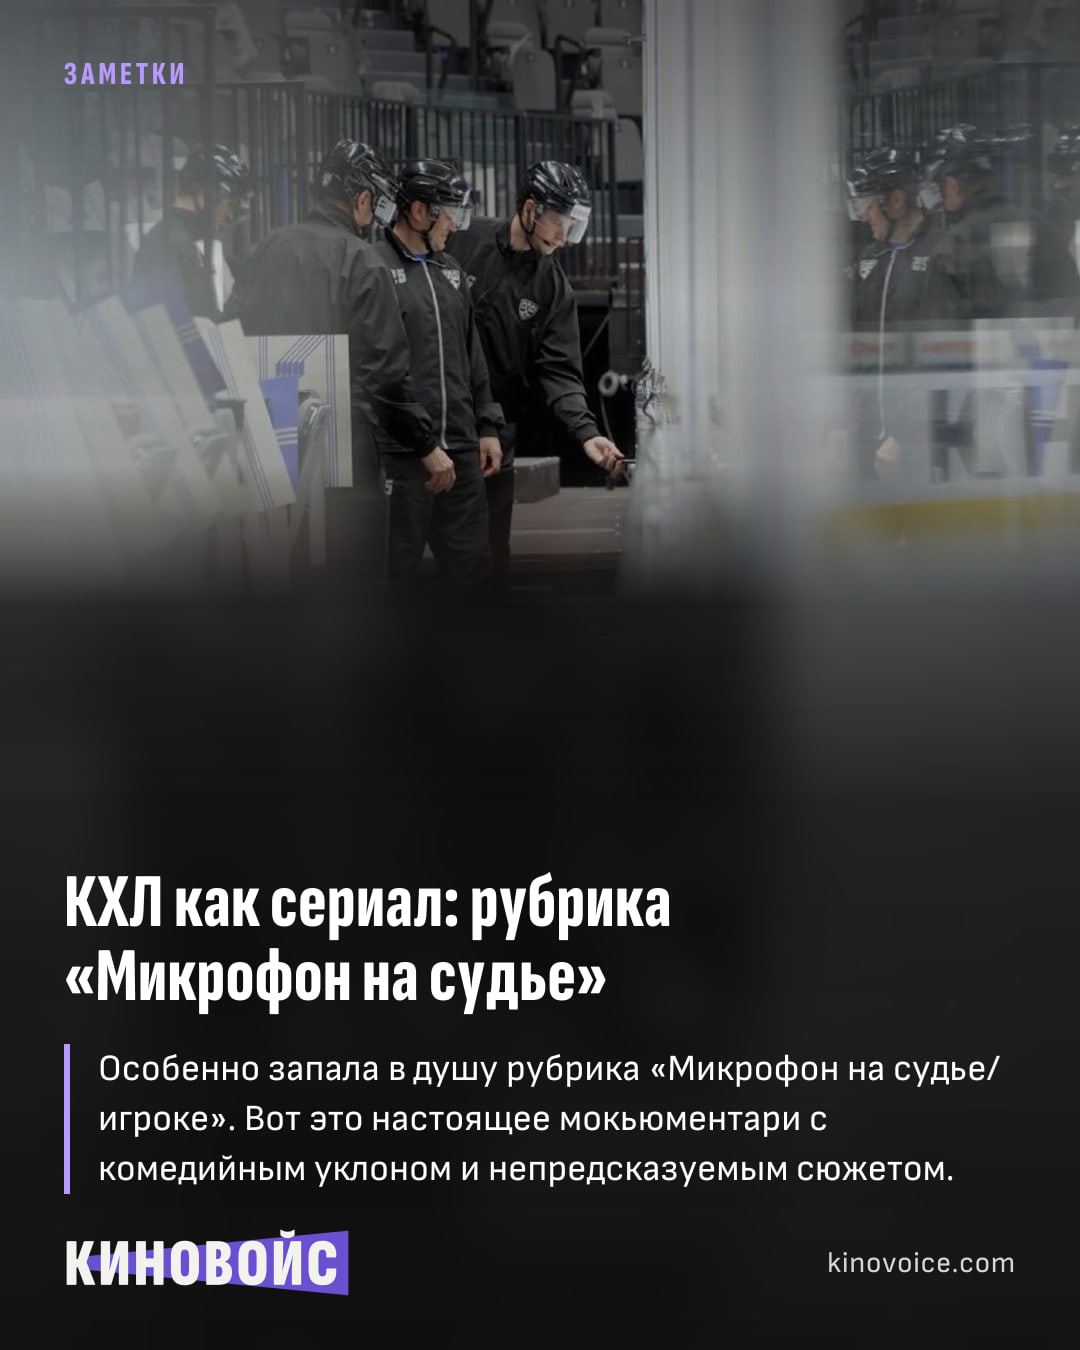 ЗАМЕТКИ
КХЛ как сериал: рубрика
«Микрофон на судье»
Особенно запала в душу рубрика «Микрофон на судье/
игроке». Вот это настоящее мокьюментари с
комедийным уклоном и непредсказуемым сюжетом.
КИНОВОЙС
kinovoice.com